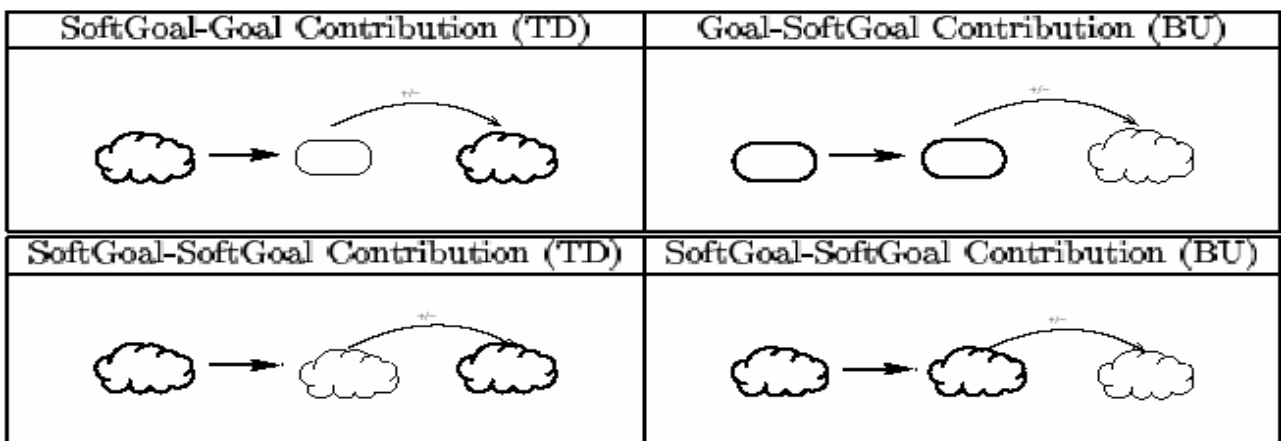 SoftGoal-Goal Contribution (TD)
Goal-SoftGoal Contribution (BU)
+/−
+/−
SoftGoal-SoftGoal Contribution (TD)
SoftGoal-SoftGoal Contribution (BU)
+/−
+/−